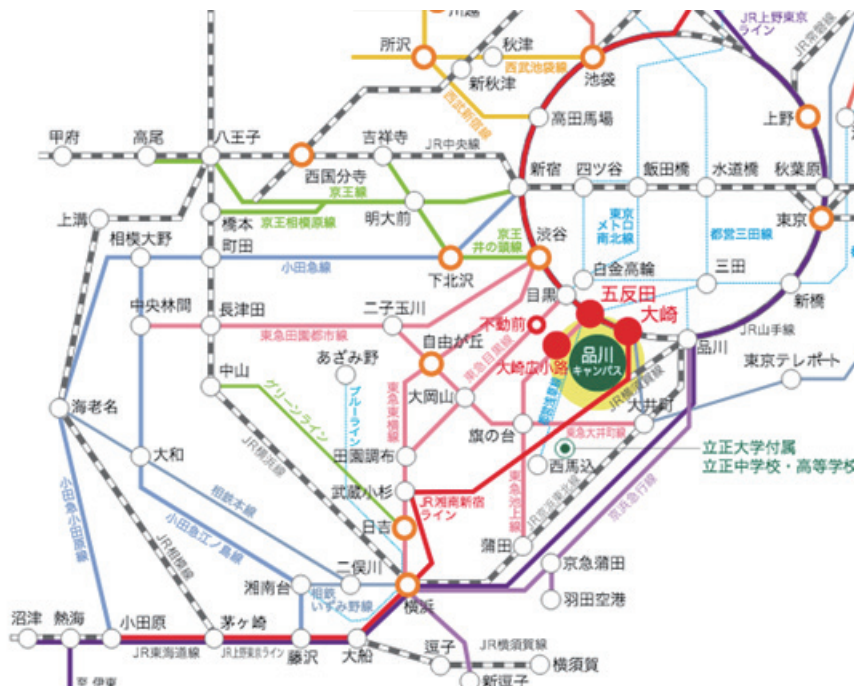 川越
JR上野東京
ライン
JR常磐線
所沢
秋津
西武池袋線
新秋津
池袋
西武新宿線
高田馬場
上野
甲府
高尾
八王子
吉祥寺
JR中央線
西国分寺
新宿
四ツ谷
飯田橋
水道橋
秋葉原
京王線
京王相模原線
橋本
明大前
京王
井の頭線
東京
メトロ
南北線
都営三田線
東京
上溝
相模大野
町田
小田急線
下北沢
渋谷
白金高輪
三田
新橋
目黒
五反田
大崎
JR山手線
中央林間
長津田
二子玉川
不動前
東急田園都市線
自由が丘
東急目黒線
大崎広小路
品川
キャンパス
品川
東京テレポート
あざみ野
中山
グリーンライン
ブルーライン
東急東横線
大岡山
都営浅草線
JR横須賀線
大井町
海老名
旗の台
東急大井町線
立正大学付属
立正中学校・高等学校
大和
JR横浜線
田園調布
西馬込
武蔵小杉
東急池上線
JR京浜東北線
京浜急行線
相鉄本線
JR湘南新宿
ライン
小田急小田原線
小田急江ノ島線
JR相模線
日吉
蒲田
京急蒲田
二俣川
湘南台
相鉄
いずみ野線
横浜
羽田空港
沼津
熱海
小田原
茅ヶ崎
JR東海道線
JR上野東京ライン
藤沢
大船
逗子
JR横須賀線
横須賀
新逗子
至 伊東